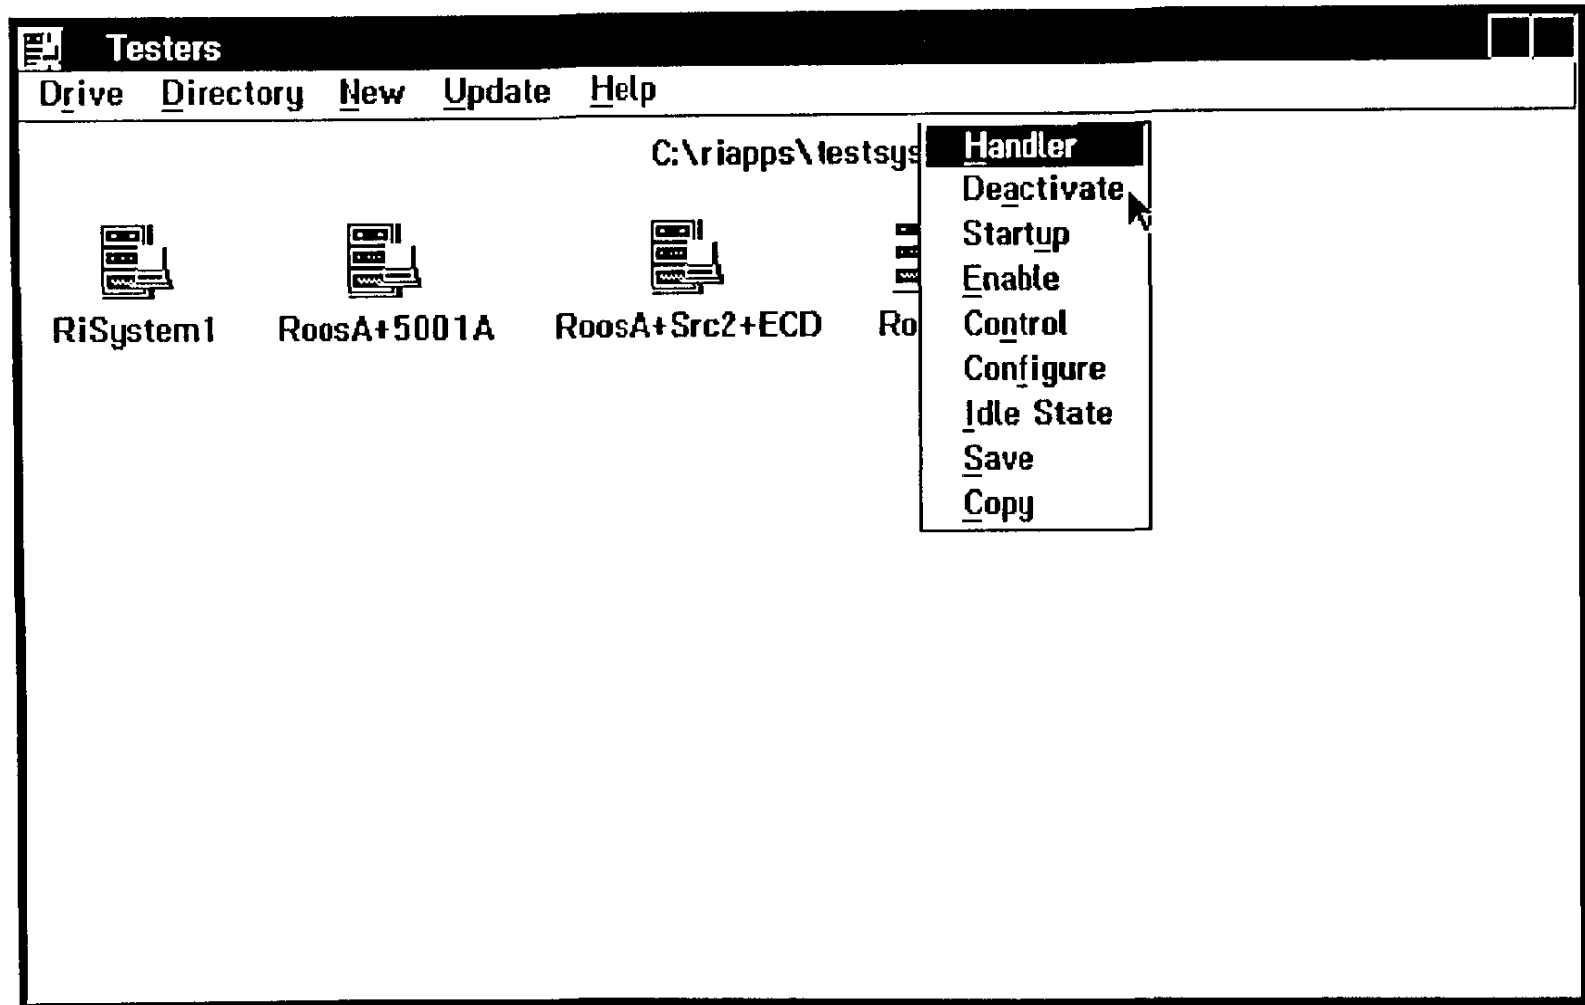 Testers
Drive Directory New Update Help
C:\riapps\testsys
Handler
Deactivate
Startup
Enable
Control
Configure
Idle State
Save
Copy
RiSystem1 RoosA+5001A RoosA+Src2+ECD Ro